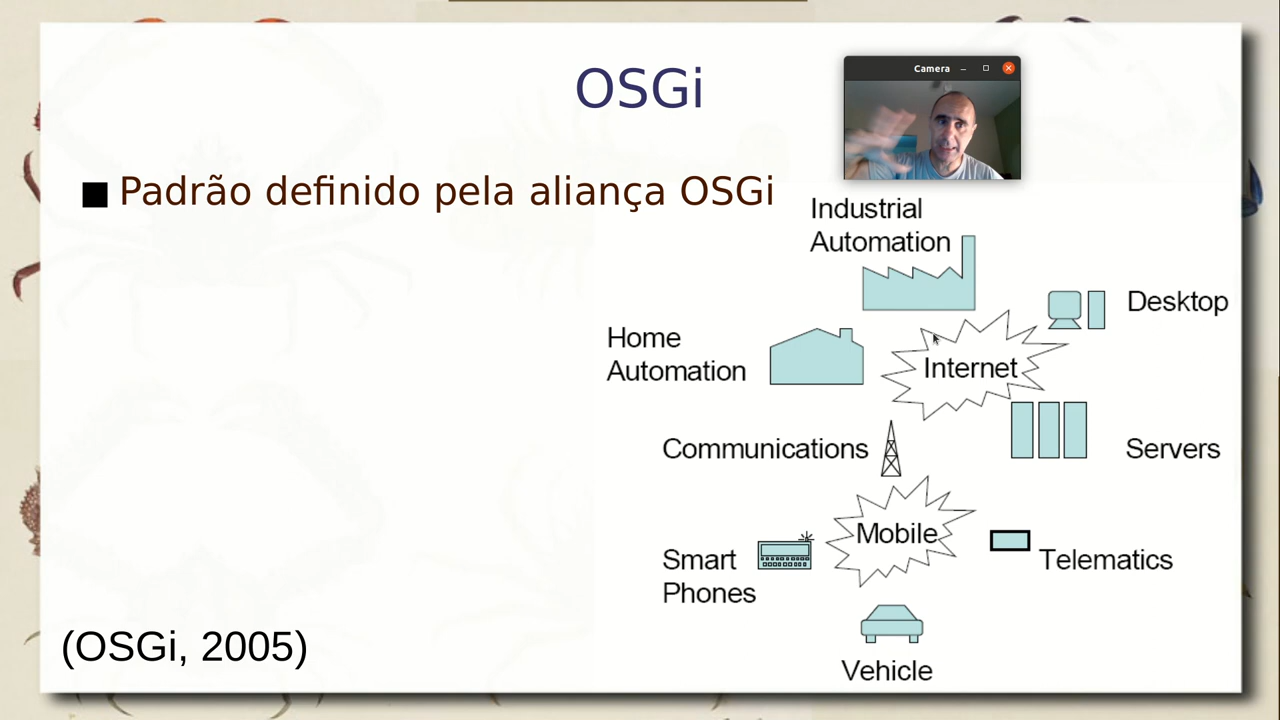 OSGi
Camera
■ Padrão definido pela aliança OSGi
Industrial
Automation
Desktop
Home
Automation
Internet
Communications
Servers
Mobile
Smart
Phones
Telematics
(OSGi, 2005)
Vehicle